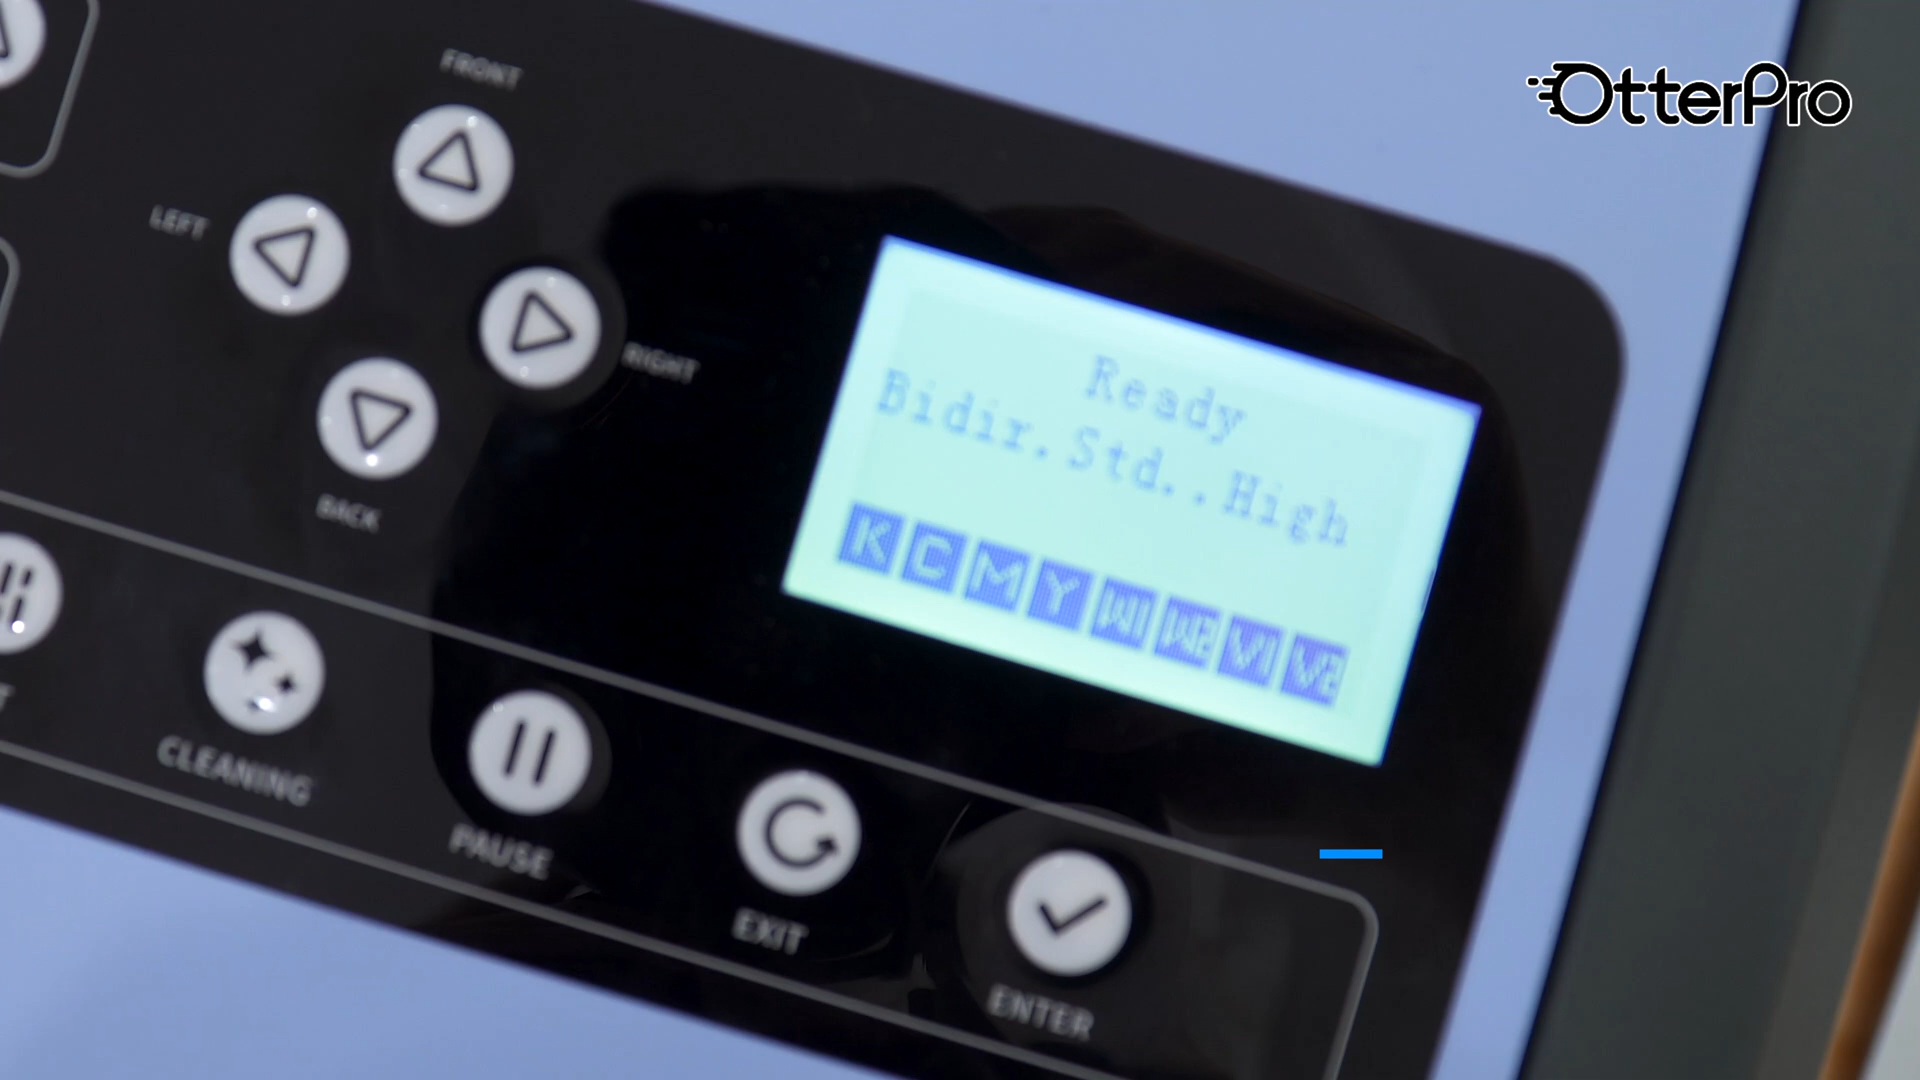 OtterPro
FRONT
LEFT
RIGHT
BACK
Ready
Bidir.Std..High
K C M Y W1 W2 V1 V2
CLEANING
PAUSE
EXIT
ENTER